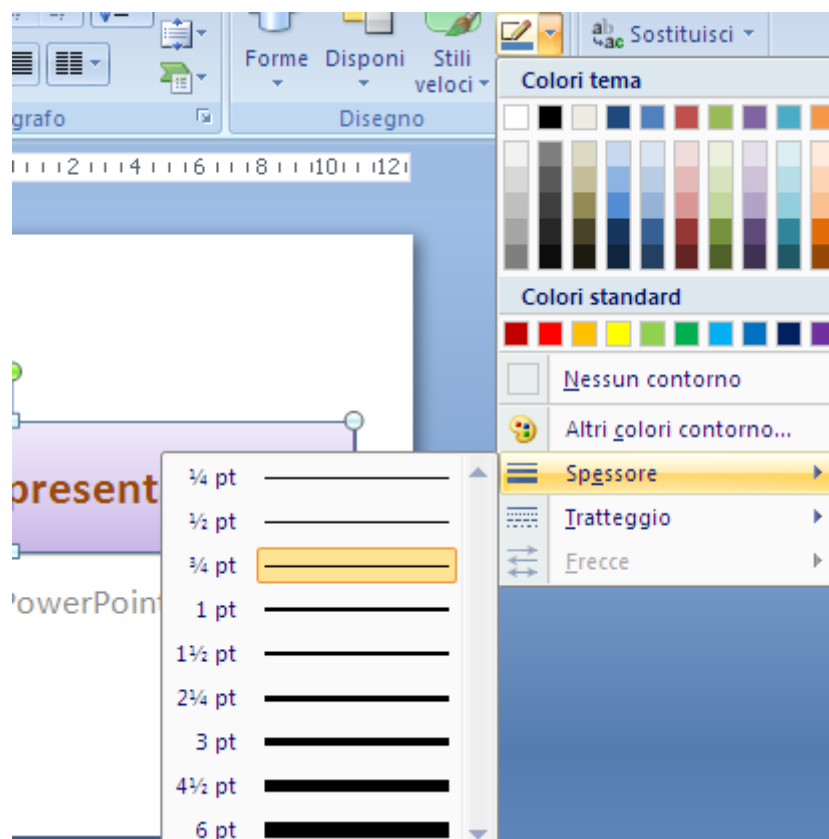 Forme Disponi Stili veloci
ab ac Sostituisci
grafo
Disegno
2 4 6 8 10 12
Colori tema
Colori standard
Nessun contorno
Altri colori contorno...
Spessore
Tratteggio
Frecce
present
PowerPoint
¼ pt
½ pt
¾ pt
1 pt
1½ pt
2¼ pt
3 pt
4½ pt
6 pt